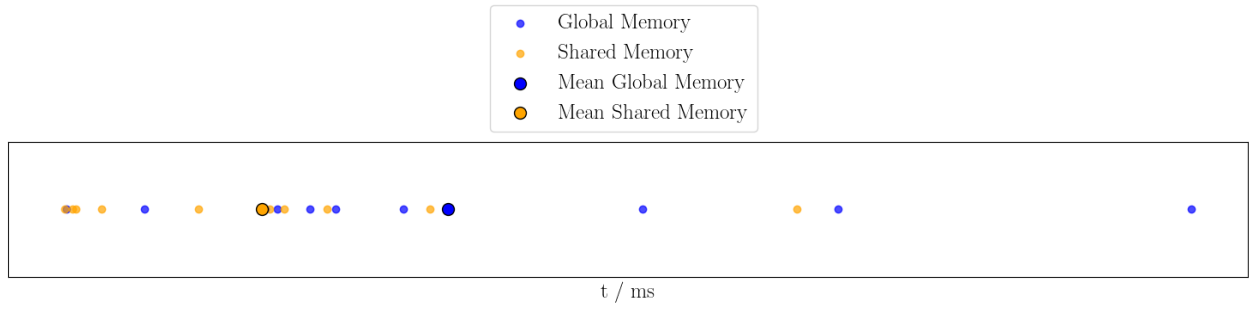 Global Memory
Shared Memory
Mean Global Memory
Mean Shared Memory
t / ms